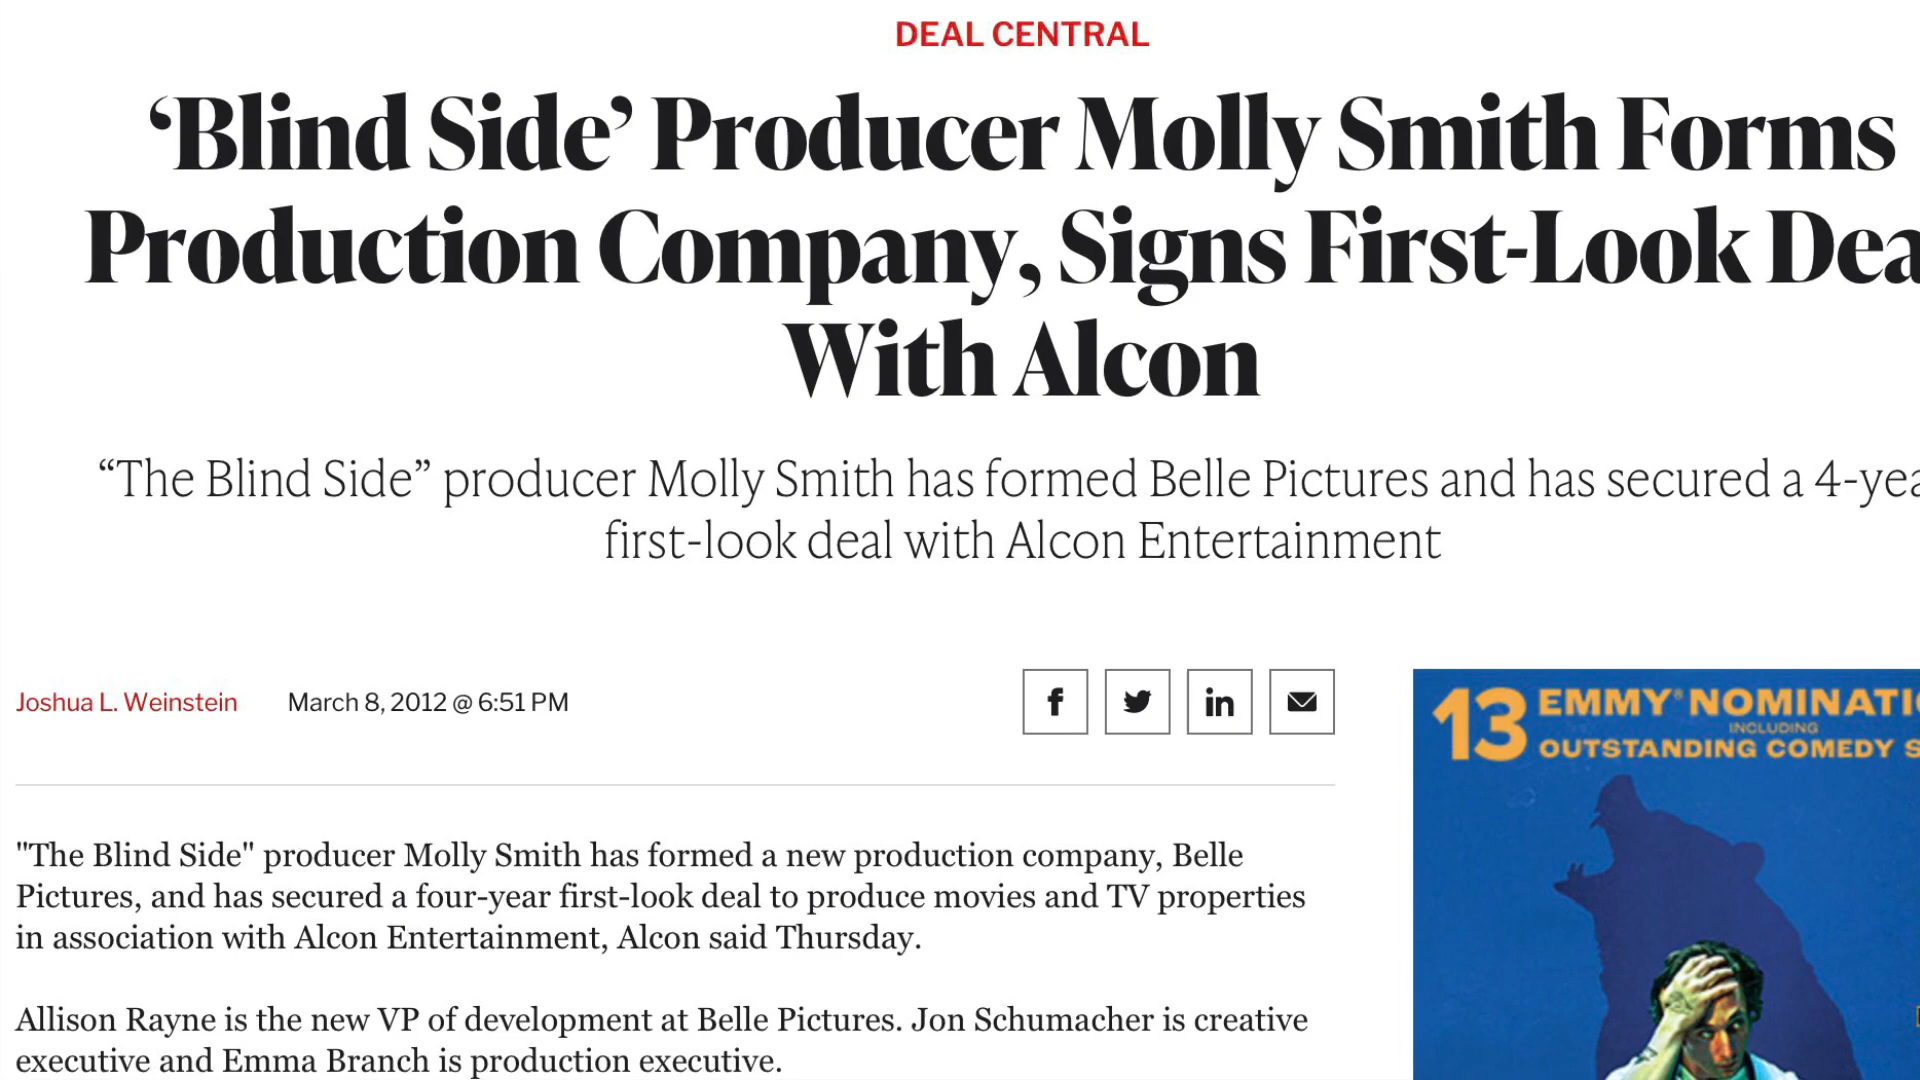 DEAL CENTRAL
‘Blind Side’ Producer Molly Smith Forms
Production Company, Signs First-Look Dea
With Alcon
“The Blind Side” producer Molly Smith has formed Belle Pictures and has secured a 4-yea
first-look deal with Alcon Entertainment
Joshua L. Weinstein March 8, 2012 @ 6:51 PM
f in
13 EMMY® NOMINATI
INCLUDING
OUTSTANDING COMEDY S
"The Blind Side" producer Molly Smith has formed a new production company, Belle
Pictures, and has secured a four-year first-look deal to produce movies and TV properties
in association with Alcon Entertainment, Alcon said Thursday.
Allison Rayne is the new VP of development at Belle Pictures. Jon Schumacher is creative
executive and Emma Branch is production executive.